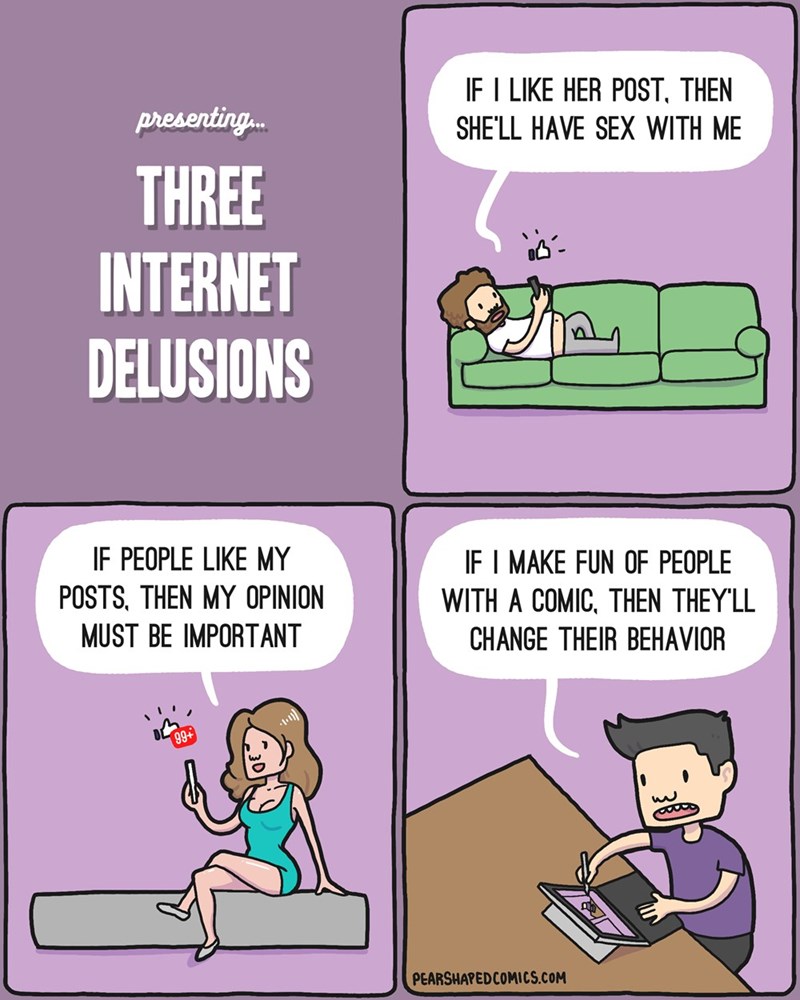 presenting...
THREE
INTERNET
DELUSIONS
IF I LIKE HER POST, THEN
SHE'LL HAVE SEX WITH ME
IF PEOPLE LIKE MY
POSTS, THEN MY OPINION
MUST BE IMPORTANT
99+
IF I MAKE FUN OF PEOPLE
WITH A COMIC, THEN THEY'LL
CHANGE THEIR BEHAVIOR
PEARSHAPEDCOMICS.COM